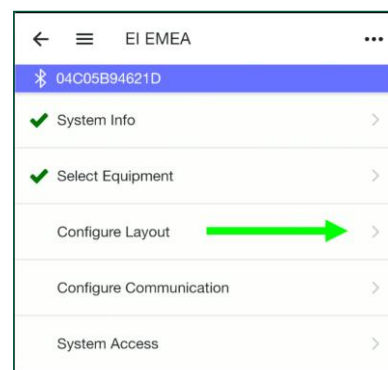 EI EMEA
04C05B94621D
System Info
Select Equipment
Configure Layout
Configure Communication
System Access